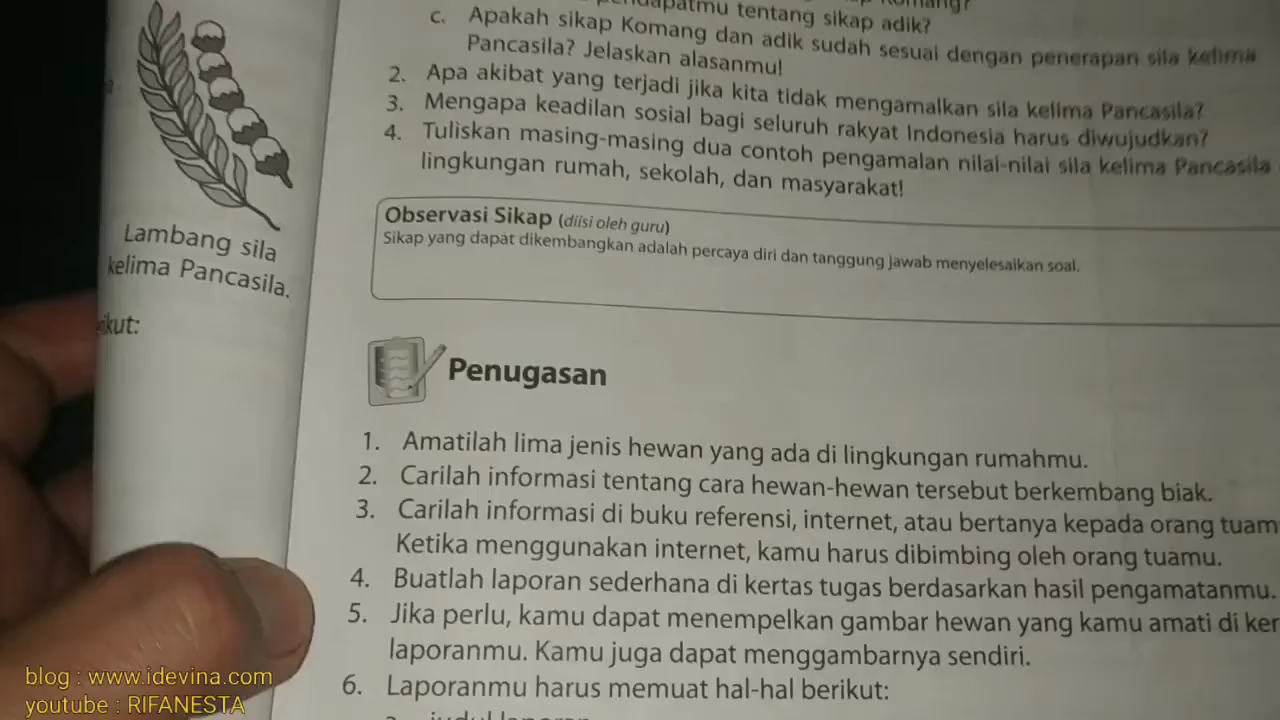 tentang sikap adik?
c. Apakah sikap Komang dan adik sudah sesuai dengan penerapan sila kelima
Pancasila? Jelaskan alasanmu!
2. Apa akibat yang terjadi jika kita tidak mengamalkan sila kelima Pancasila?
3. Mengapa keadilan sosial bagi seluruh rakyat Indonesia harus diwujudkan?
4. Tuliskan masing-masing dua contoh pengamalan nilai-nilai sila kelima Pancasila
lingkungan rumah, sekolah, dan masyarakat!
Lambang sila
kelima Pancasila.
ikut:
Observasi Sikap (diisi oleh guru)
Sikap yang dapat dikembangkan adalah percaya diri dan tanggung jawab menyelesaikan soal.
Penugasan
1. Amatilah lima jenis hewan yang ada di lingkungan rumahmu.
2. Carilah informasi tentang cara hewan-hewan tersebut berkembang biak.
3. Carilah informasi di buku referensi, internet, atau bertanya kepada orang tuam
Ketika menggunakan internet, kamu harus dibimbing oleh orang tuamu.
4. Buatlah laporan sederhana di kertas tugas berdasarkan hasil pengamatanmu.
5. Jika perlu, kamu dapat menempelkan gambar hewan yang kamu amati di ker
laporanmu. Kamu juga dapat menggambarnya sendiri.
6. Laporanmu harus memuat hal-hal berikut:
a. judul laporan
blog : www.idevina.com
youtube : RIFANESTA